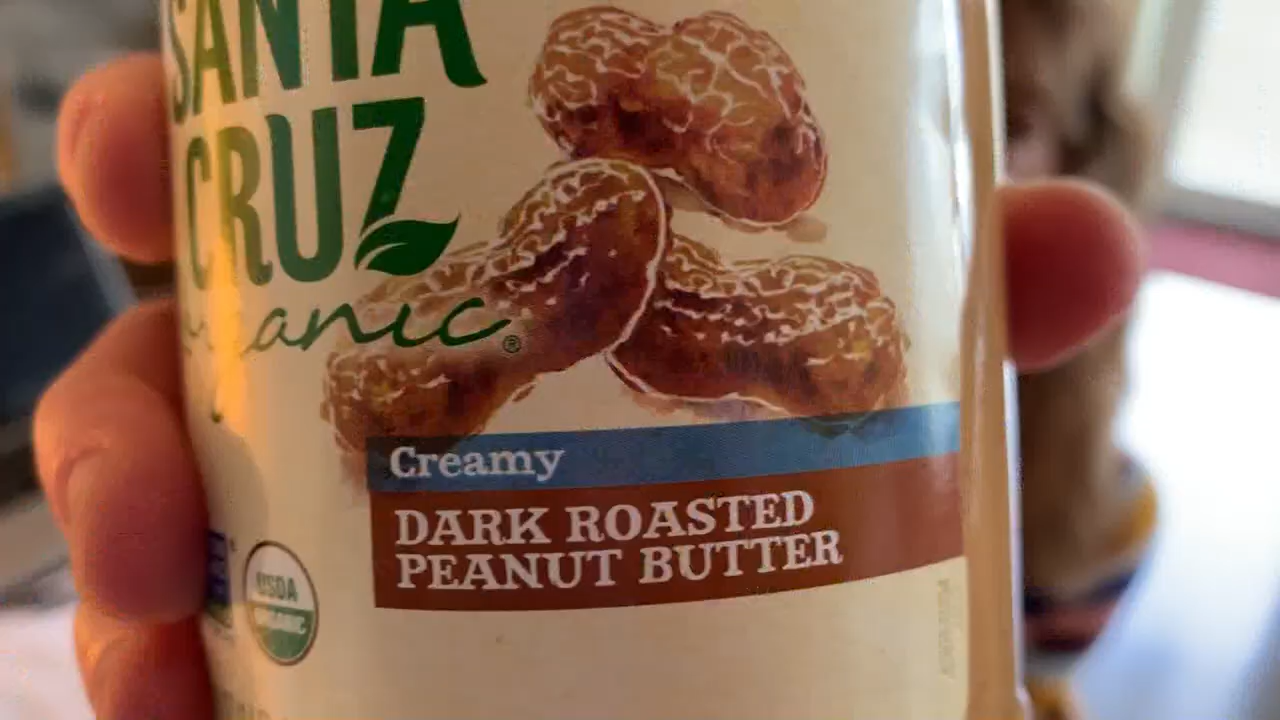 SANTA
CRUZ
anic®
Creamy
DARK ROASTED
PEANUT BUTTER
USDA
ORGANIC